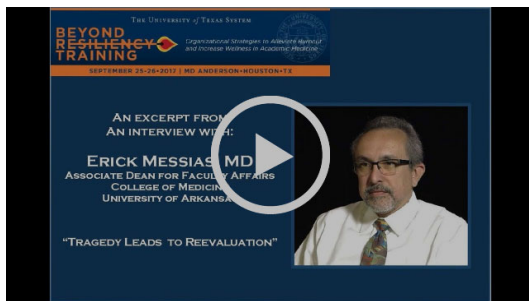 THE UNIVERSITY of TEXAS SYSTEM
BEYOND
RESILIENCY
TRAINING
Organizational Strategies to Alleviate Burnout
and Increase Wellness in Academic Medicine
SEPTEMBER 25-26•2017 | MD ANDERSON•HOUSTON•TX
AN EXCERPT FROM
AN INTERVIEW WITH:
ERICK MESSIAS, MD
ASSOCIATE DEAN FOR FACULTY AFFAIRS
COLLEGE OF MEDICINE
UNIVERSITY OF ARKANSAS
"TRAGEDY LEADS TO REEVALUATION"